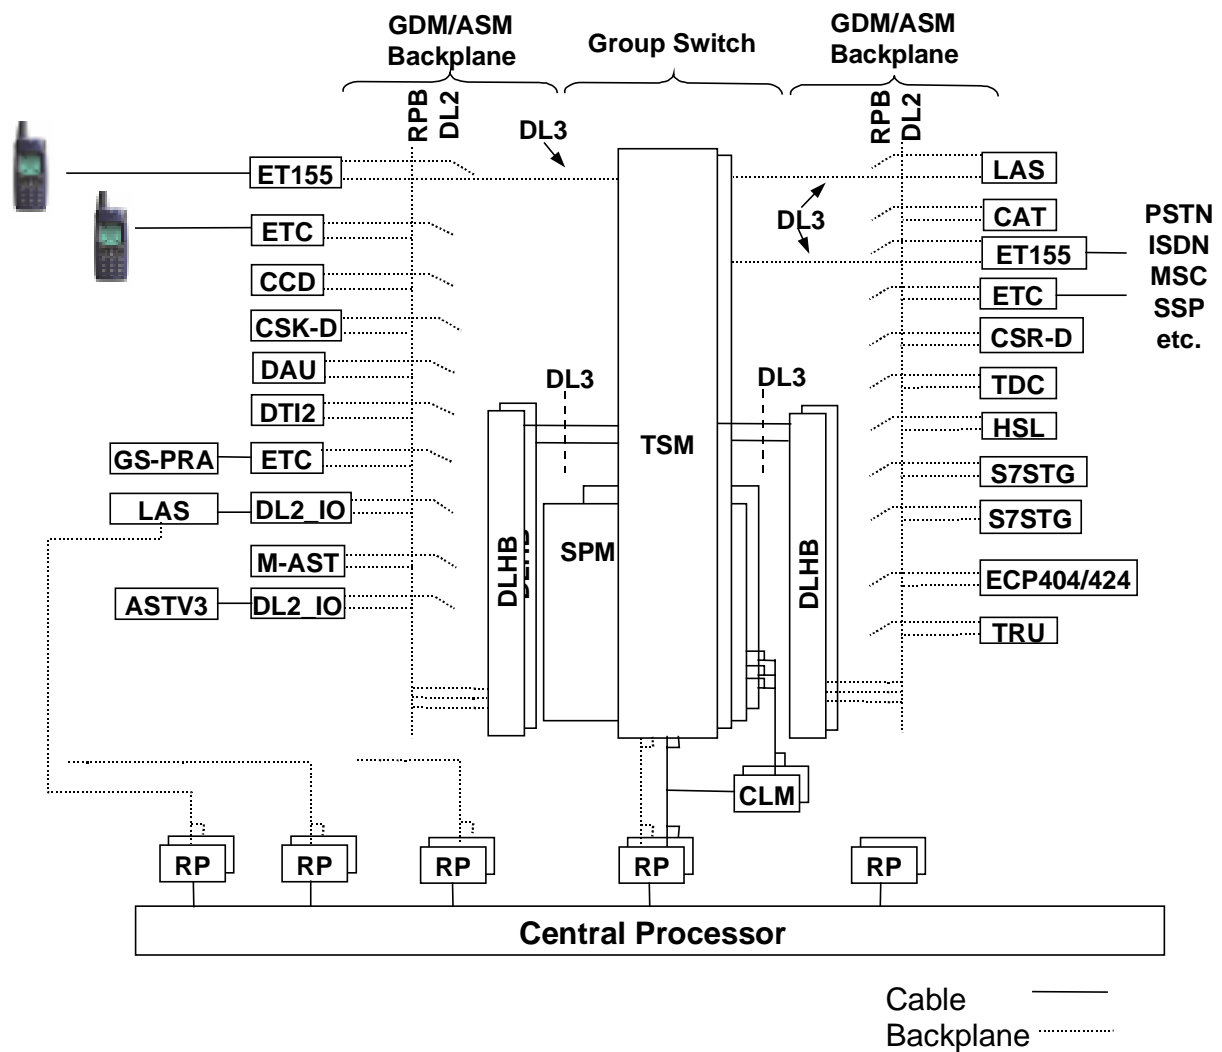 GDM/ASM
Backplane
Group Switch
GDM/ASM
Backplane
RPB
DL2
DL3
RPB
DL2
ET155
LAS
DL3
CAT
PSTN
ETC
ET155
ISDN
MSC
CCD
ETC
SSP
CSK-D
CSR-D
etc.
DAU
DL3
DL3
TDC
DTI2
HSL
TSM
GS-PRA
ETC
S7STG
LAS
DL2_IO
S7STG
SPM
DLHB
DLHB
DLHB
M-AST
ECP404/424
ASTV3
DL2_IO
TRU
CLM
RP
RP
RP
RP
RP
Central Processor
Cable
Backplane